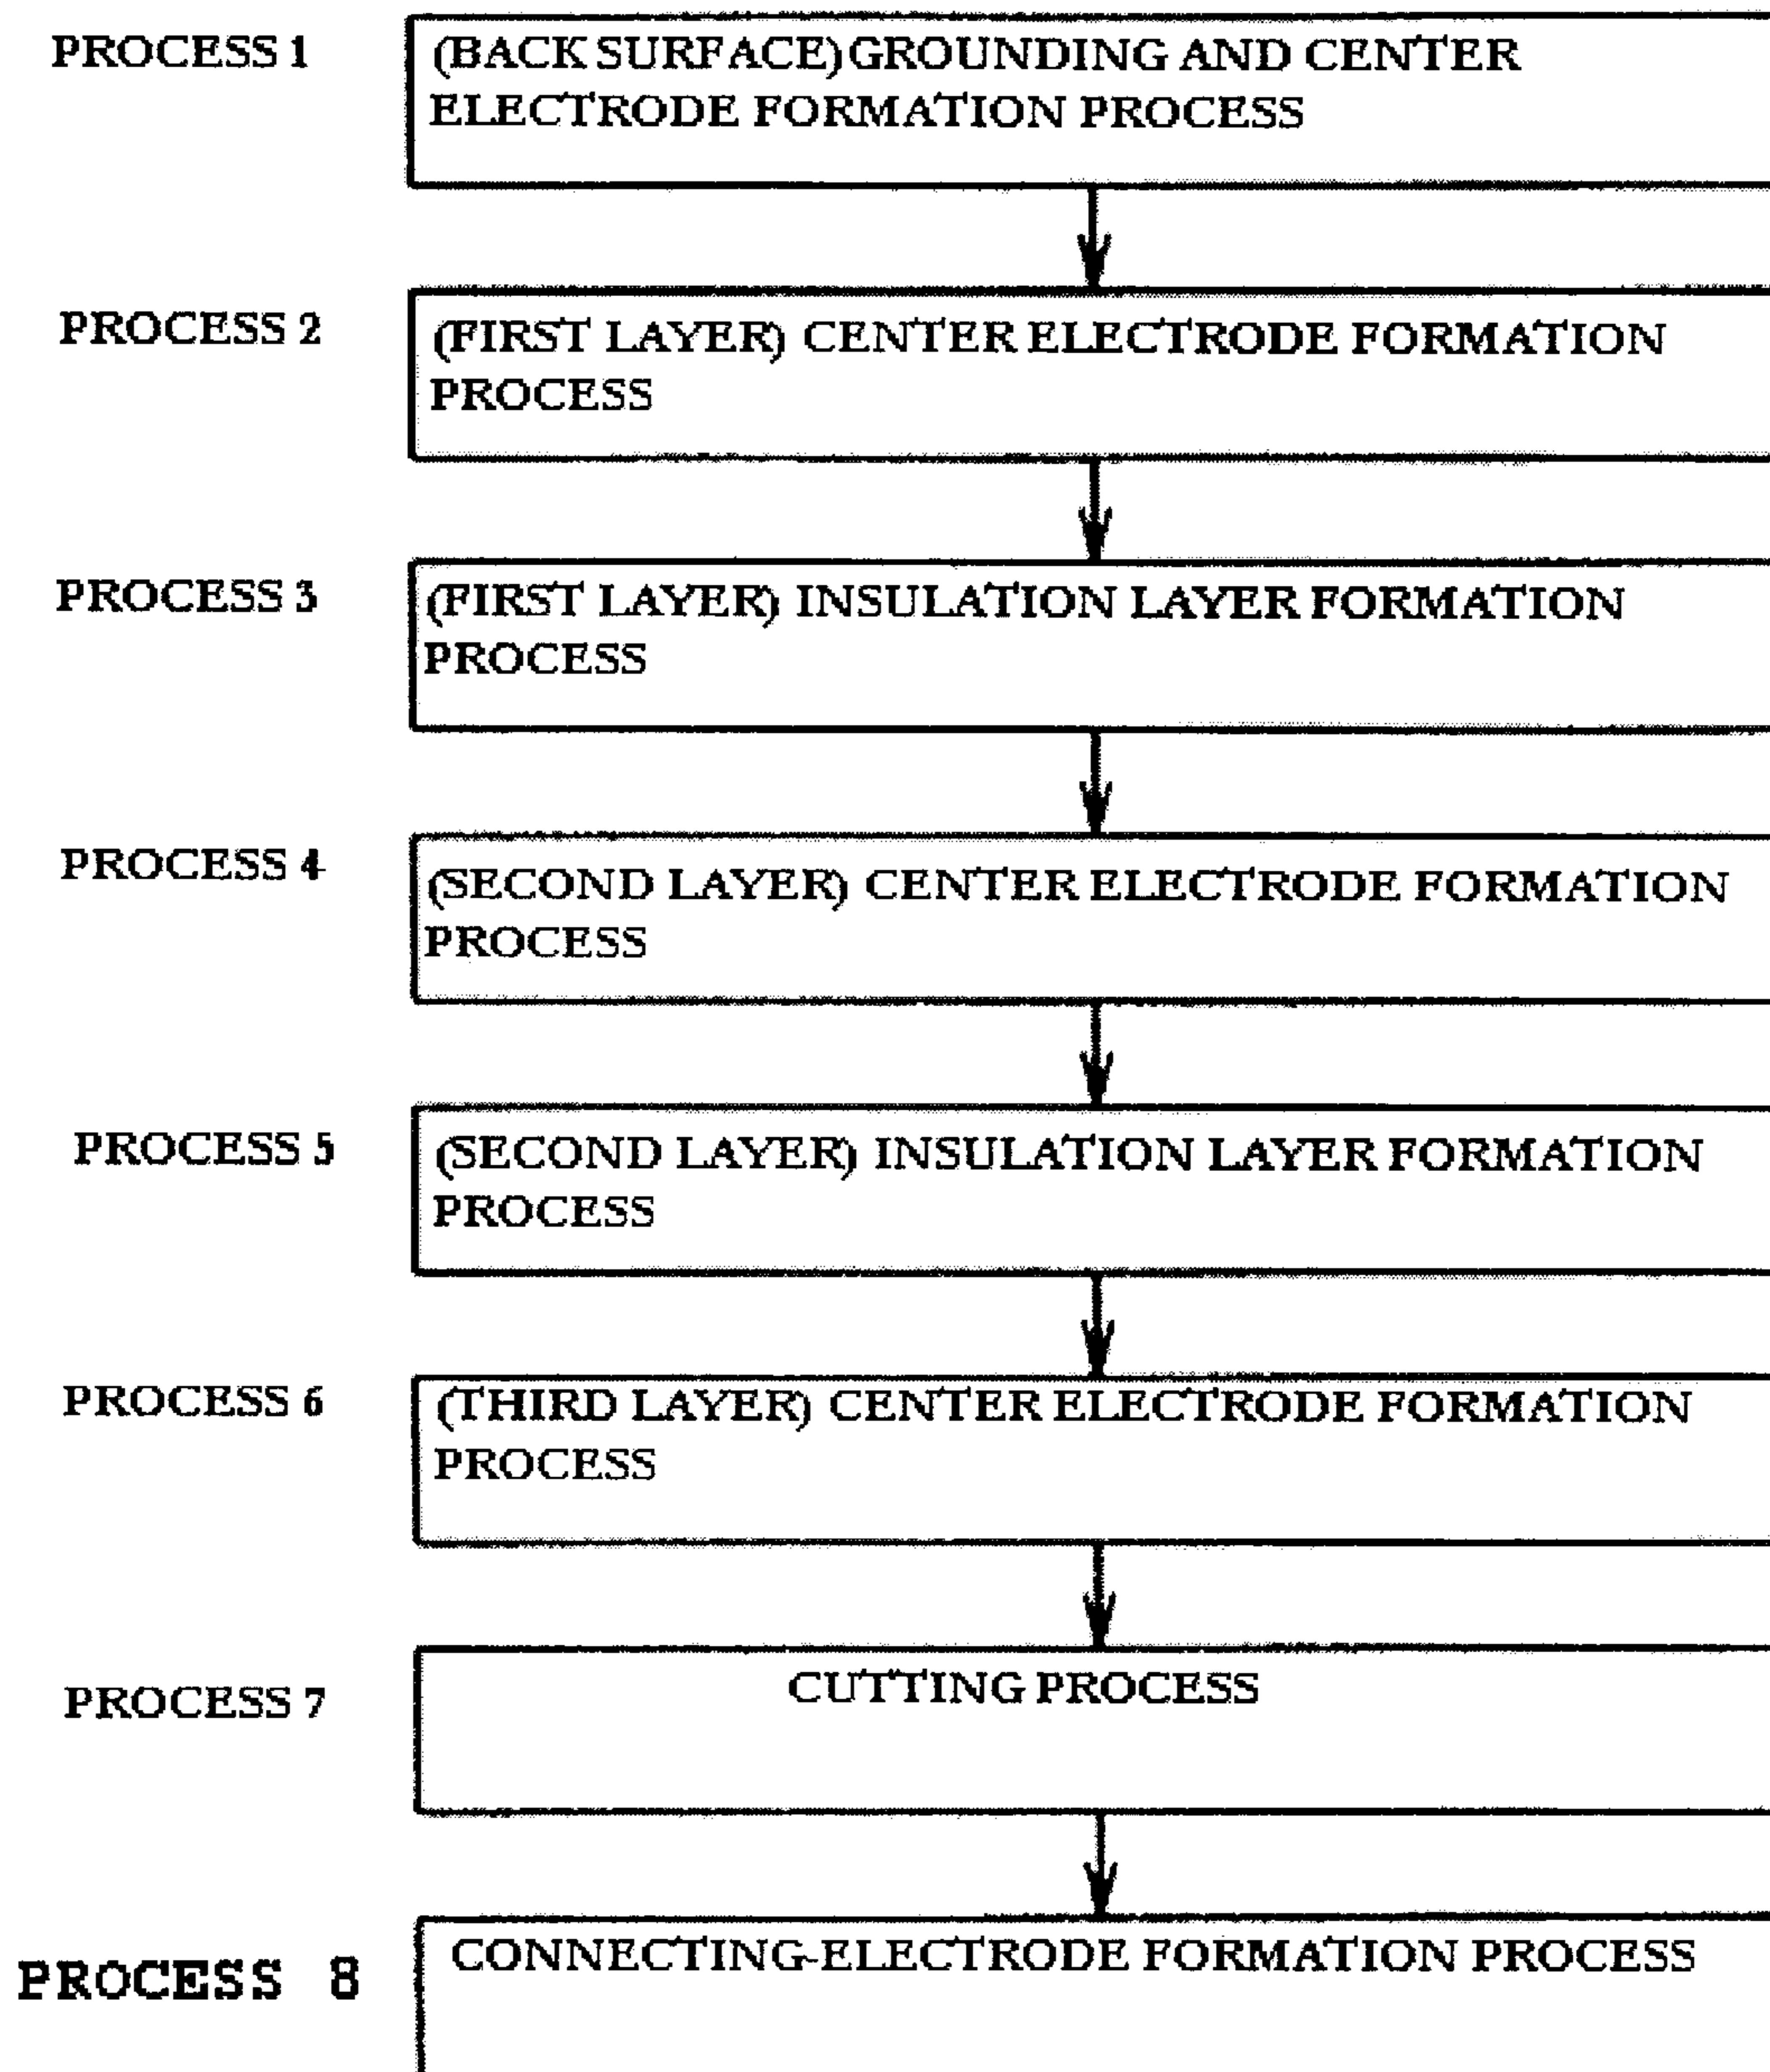 PROCESS 1
(BACK SURFACE) GROUNDING AND CENTER
ELECTRODE FORMATION PROCESS
PROCESS 2
(FIRST LAYER) CENTER ELECTRODE FORMATION
PROCESS
PROCESS 3
(FIRST LAYER) INSULATION LAYER FORMATION
PROCESS
PROCESS 4
(SECOND LAYER) CENTER ELECTRODE FORMATION
PROCESS
PROCESS 5
(SECOND LAYER) INSULATION LAYER FORMATION
PROCESS
PROCESS 6
(THIRD LAYER) CENTER ELECTRODE FORMATION
PROCESS
PROCESS 7
CUTTING PROCESS
PROCESS 8
CONNECTING-ELECTRODE FORMATION PROCESS